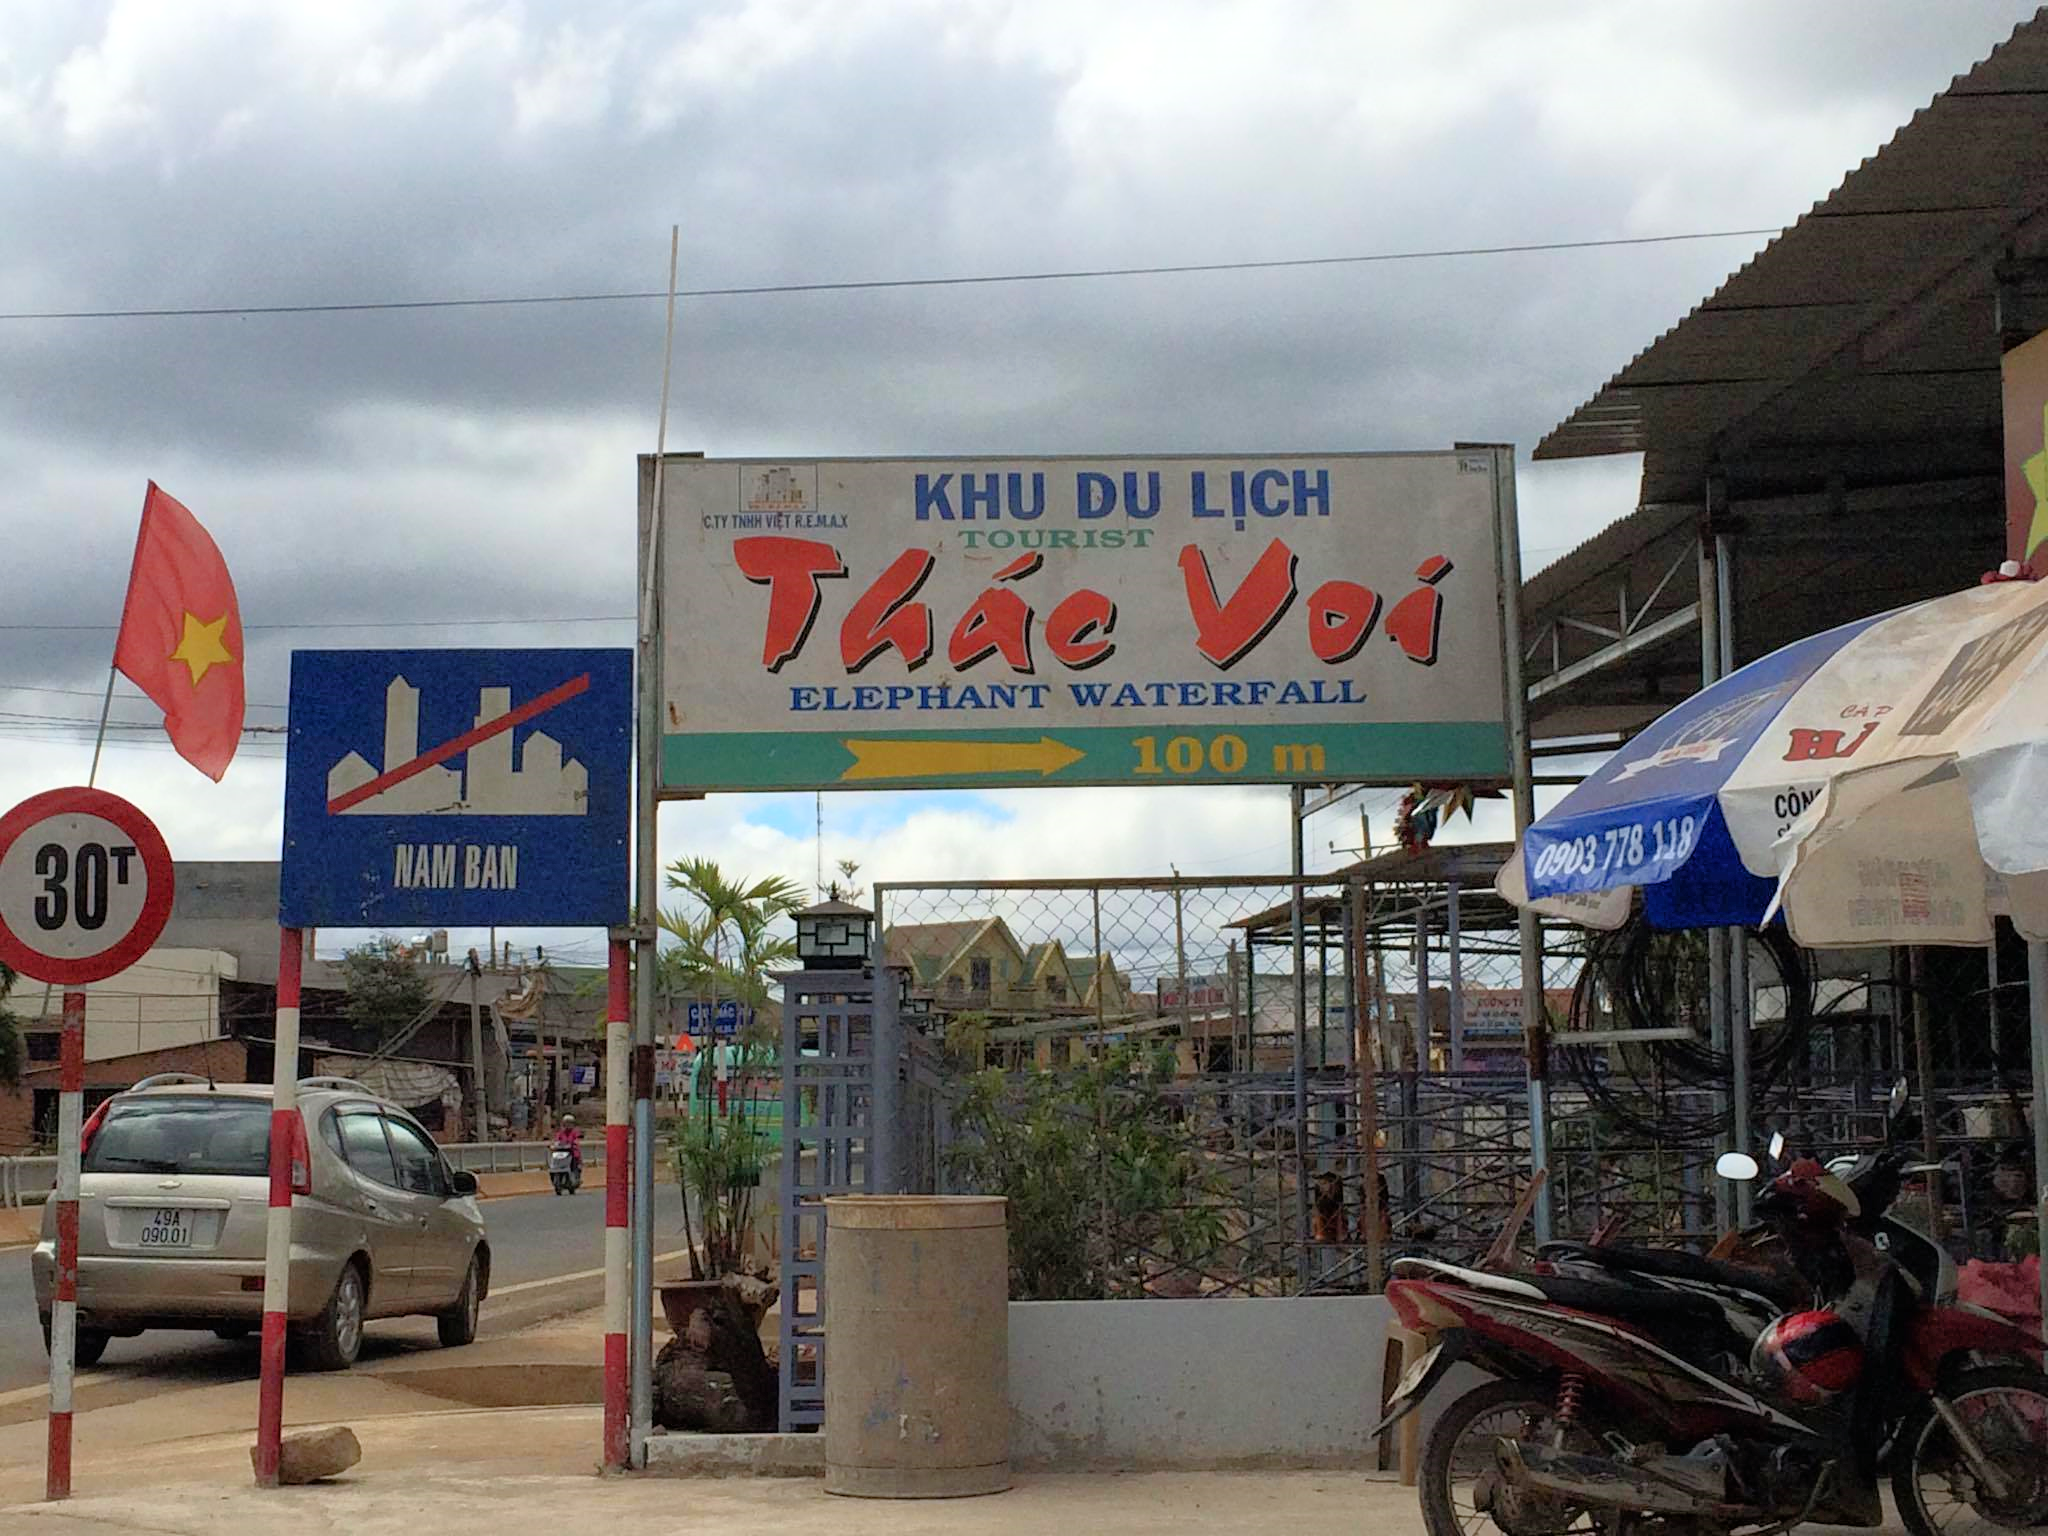 C.TY TNHH VIỆT R.E.M.A.X
KHU DU LỊCH
TOURIST
Thác Voi
ELEPHANT WATERFALL
100 m
NAM BAN
30T
49A
090.01
0903 778 118
CÔN